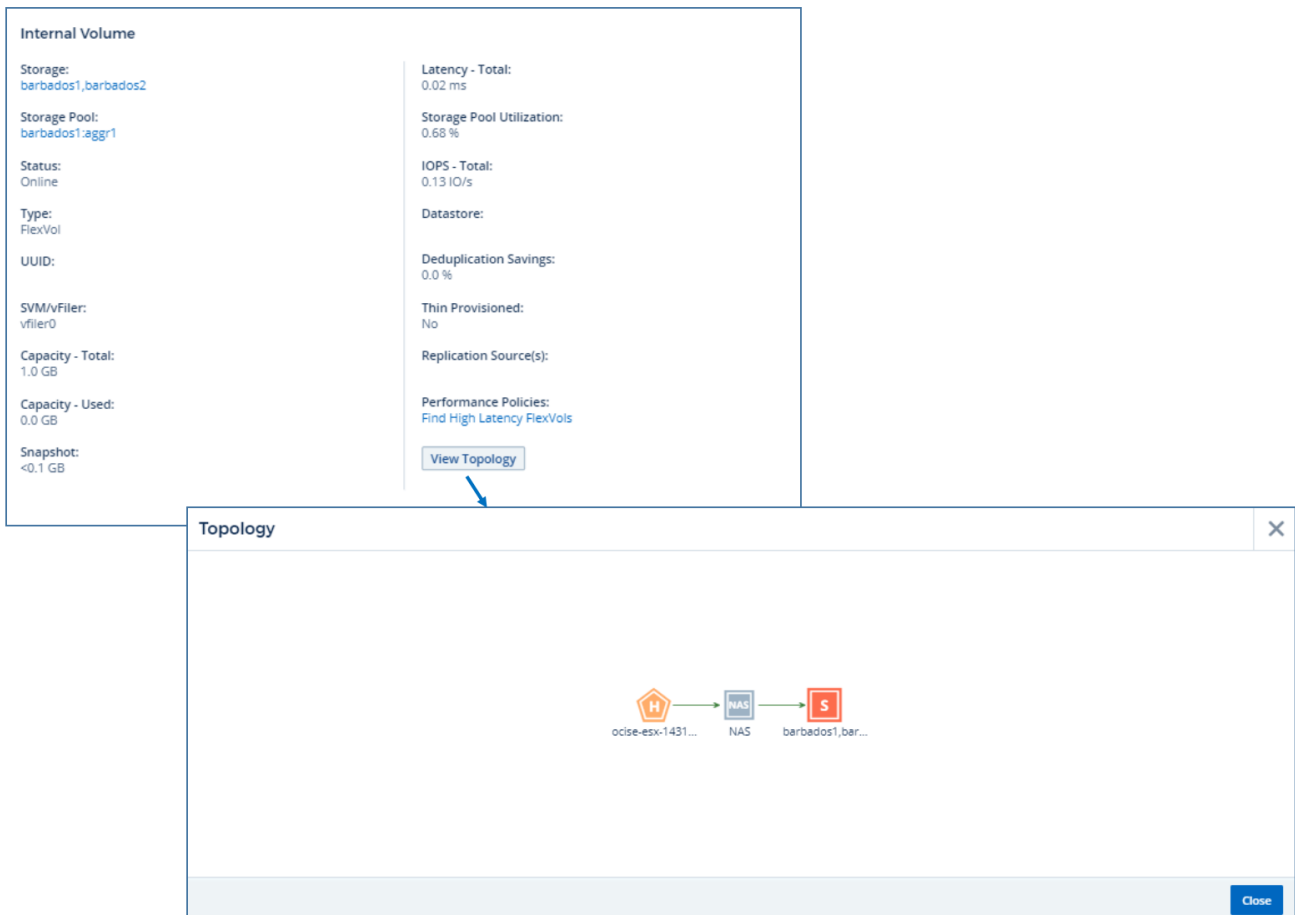 Internal Volume
Storage:
barbados1,barbados2
Storage Pool:
barbados1:aggr1
Status:
Online
Type:
FlexVol
UUID:
SVM/vFiler:
vfiler0
Capacity - Total:
1.0 GB
Capacity - Used:
0.0 GB
Snapshot:
<0.1 GB
Latency - Total:
0.02 ms
Storage Pool Utilization:
0.68 %
IOPS - Total:
0.13 IO/s
Datastore:
Deduplication Savings:
0.0 %
Thin Provisioned:
No
Replication Source(s):
Performance Policies:
Find High Latency FlexVols
View Topology
Topology
H
NAS
S
ocise-esx-1431...
NAS
barbados1,bar...
Close